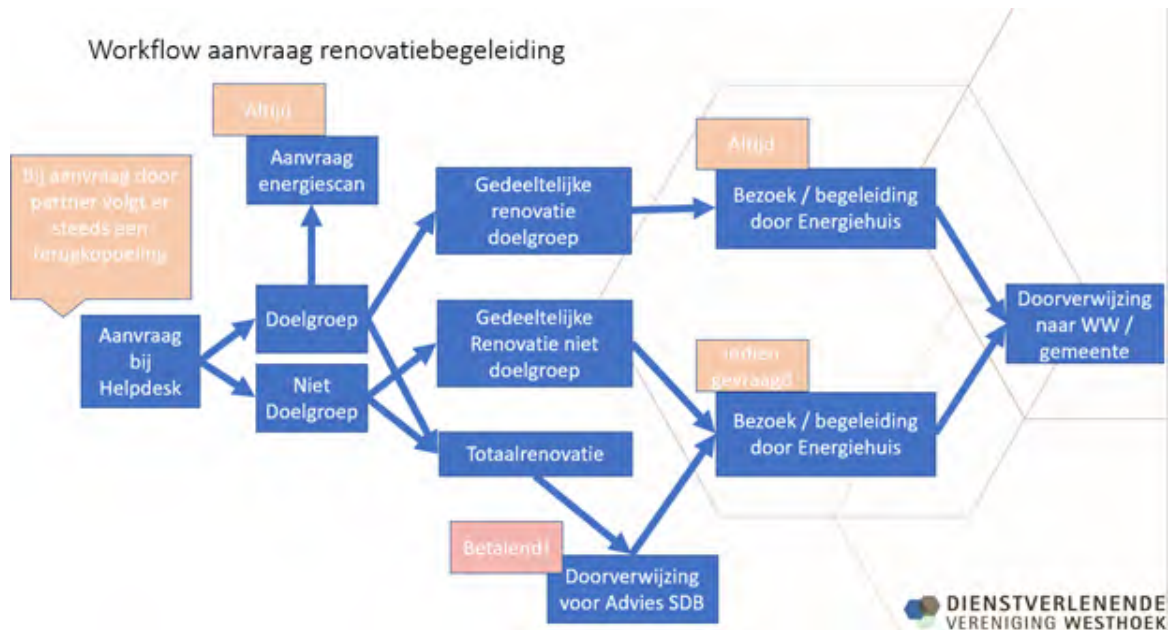 Workflow aanvraag renovatiebegeleiding
Altijd
Aanvraag
energiescan
Bij aanvraag door
partner volgt er
steeds een
terugkoppeling
Aanvraag
bij
Helpdesk
Doelgroep
Niet
Doelgroep
Gedeeltelijke
renovatie
doelgroep
Gedeeltelijke
Renovatie niet
doelgroep
Totaalrenovatie
Betalend!
Doorverwijzing
voor Advies SDB
Altijd
Bezoek / begeleiding
door Energiehuis
Indien
gevraagd
Bezoek / begeleiding
door Energiehuis
Doorverwijzing
naar WW /
gemeente
DIENSTVERLENENDE
VERENIGING WESTHOEK